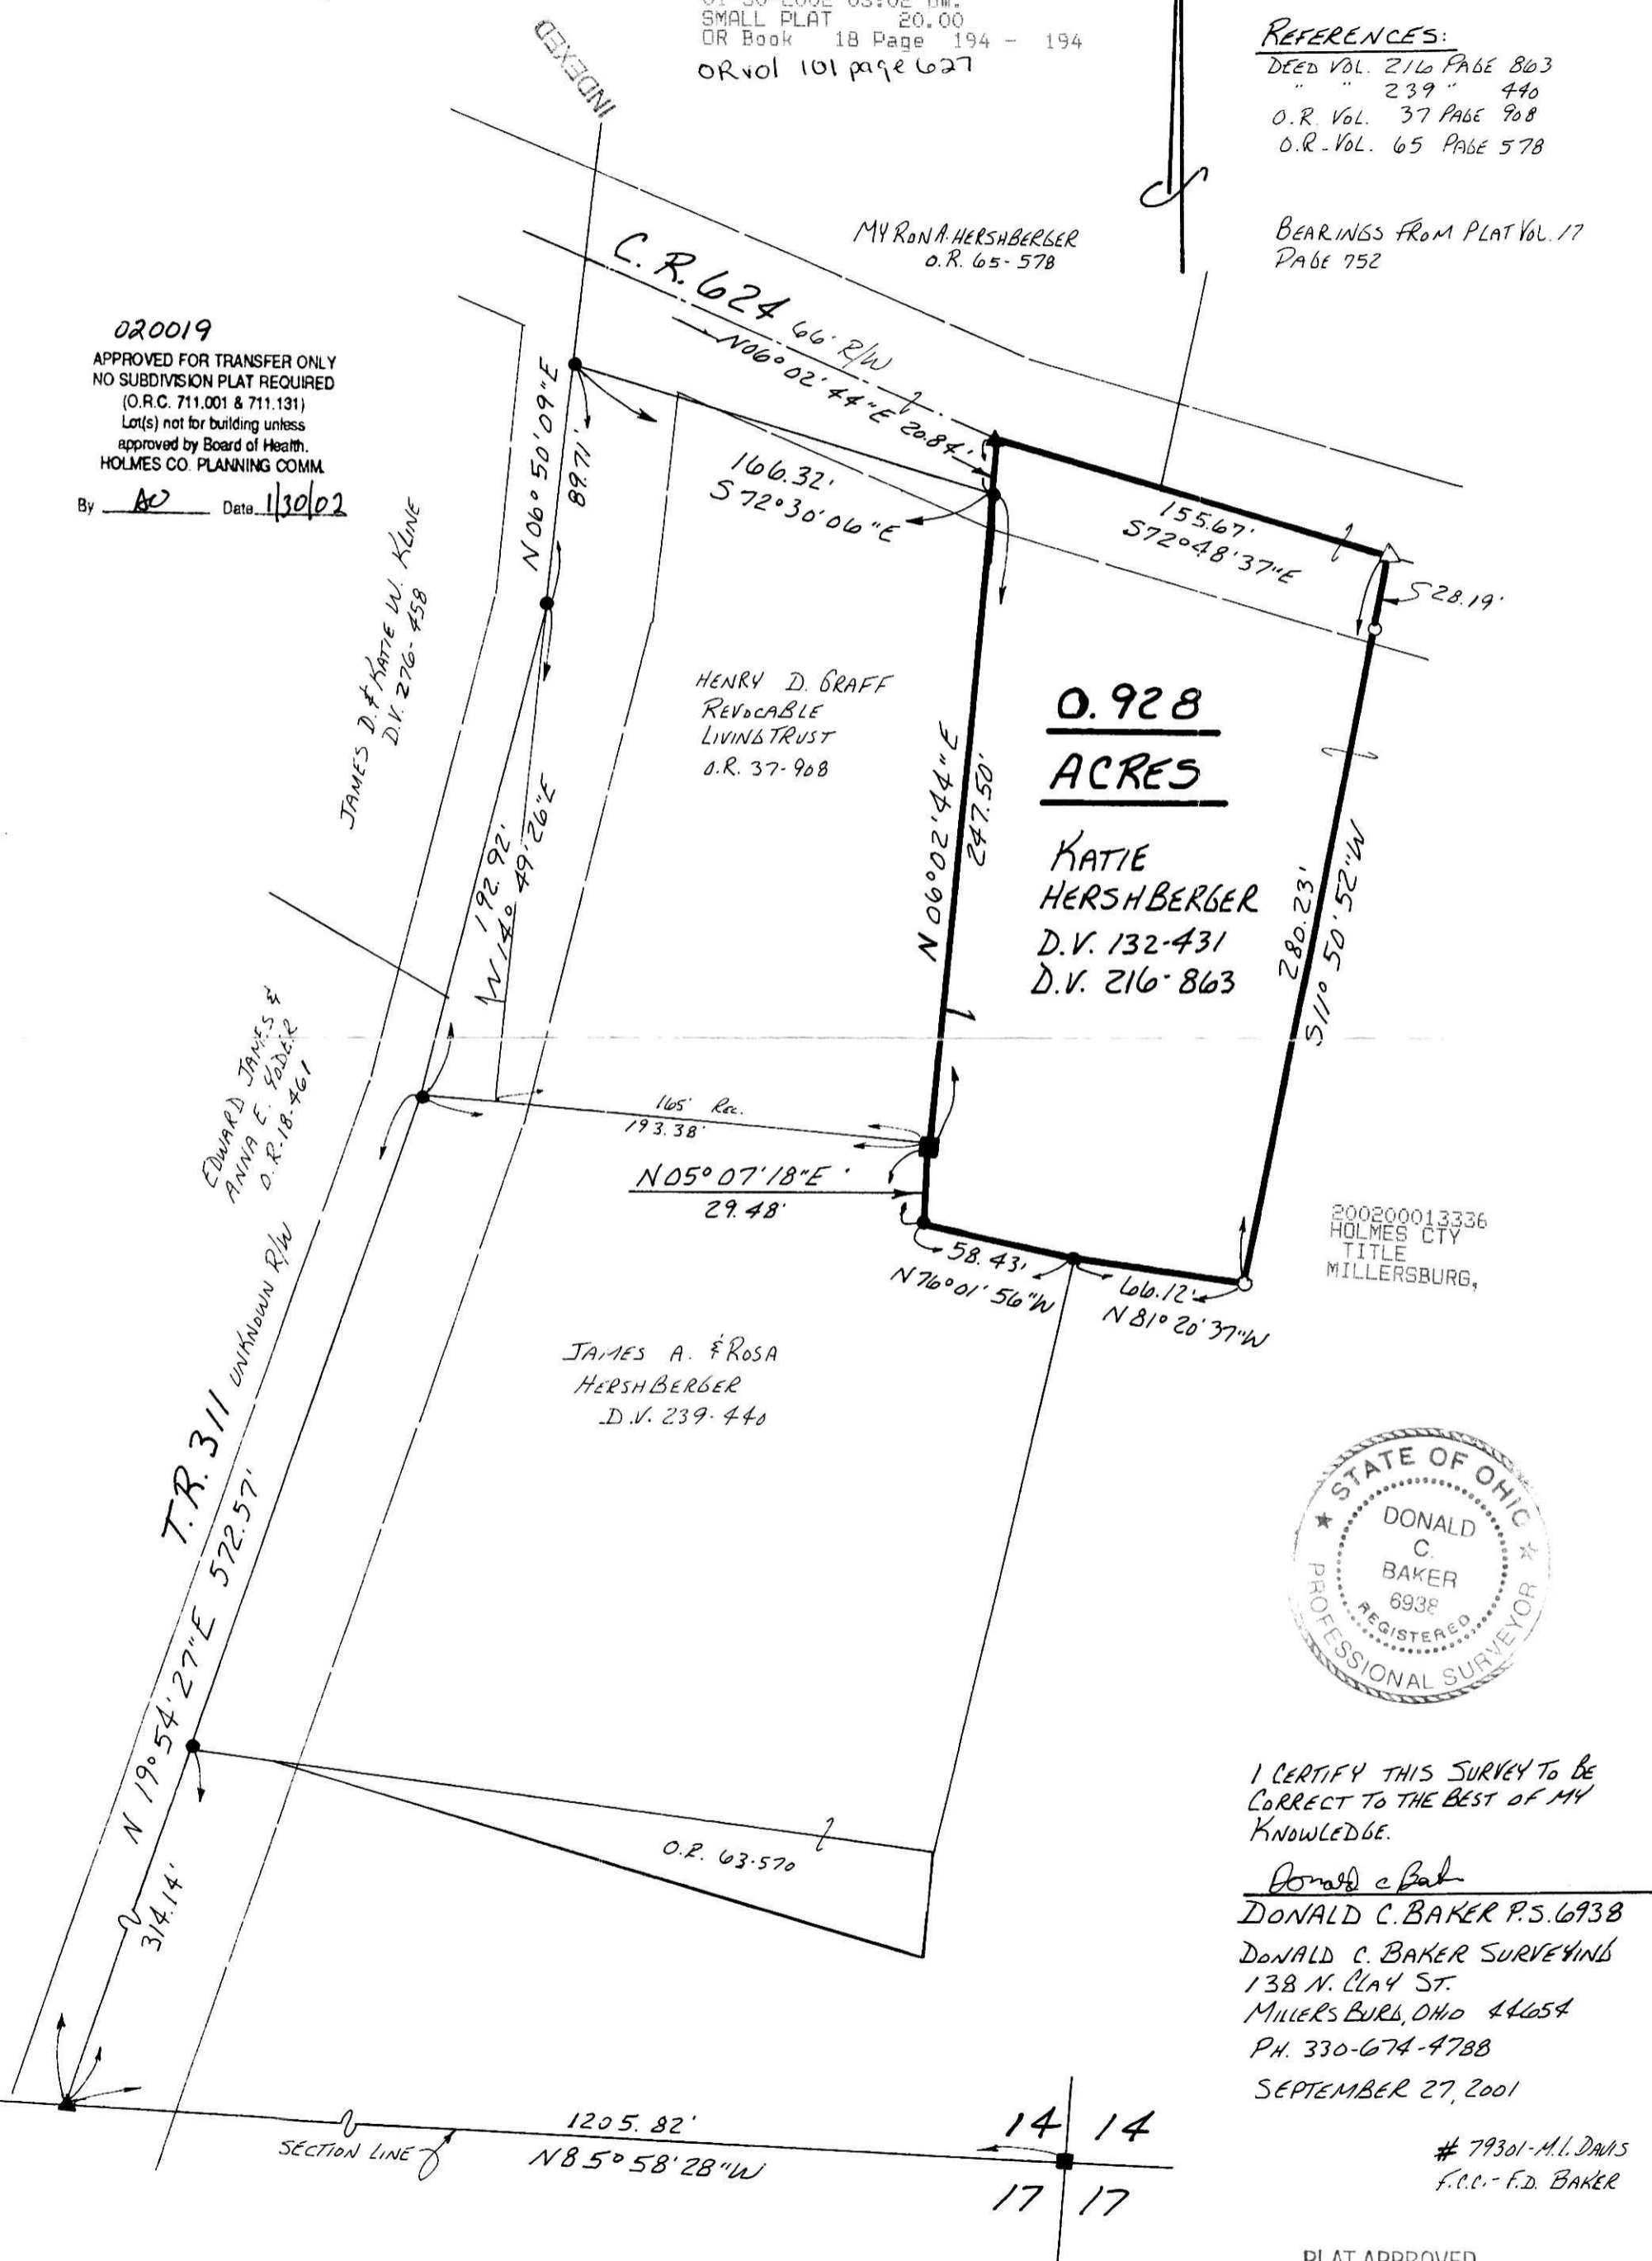 SMALL PLAT 20.00
OR Book 18 Page 194 - 194
OR vol 101 page 627
INDEXED
REFERENCES:
DEED VOL. 216 PAGE 863
" " 239 " 440
O.R. VOL. 37 PAGE 908
O.R. VOL. 65 PAGE 578
MYRON A. HERSHBERGER
O.R. 65-578
BEARINGS FROM PLAT VOL. 17
PAGE 752
020019
APPROVED FOR TRANSFER ONLY
NO SUBDIVISION PLAT REQUIRED
(O.R.C. 711.001 & 711.131)
Lot(s) not for building unless
approved by Board of Health.
HOLMES CO. PLANNING COMM.
By AO Date 1/30/02
C.R. 624 66' R/W
N06° 02' 44"E 20.84'
N 06° 50' 09"E
89.71'
166.32'
S 72° 30' 06"E
155.67'
S72° 48' 37"E
S 28.19'
JAMES D. & KATIE W. KLINE
D.V. 276-458
HENRY D. GRAFF
REVOCABLE
LIVING TRUST
O.R. 37-908
0.928
ACRES
KATIE
HERSHBERGER
D.V. 132-431
D.V. 216-863
N 06° 02' 44" E
247.50'
280.23'
S11° 50' 52"W
192.92'
N 14° 49' 26"E
EDWARD JAMES &
ANNA E. YODER
O.R. 18-461
165' Rec.
193.38'
N05° 07' 18"E
29.48'
58.43'
N76° 01' 56"W
66.12'
N 81° 20' 37"W
200200013336
HOLMES CTY
TITLE
MILLERSBURG,
T.R. 311 UNKNOWN R/W
N 19° 54' 27"E 572.57'
314.14'
JAMES A. & ROSA
HERSHBERGER
D.V. 239-440
STATE OF OHIO
DONALD
C.
BAKER
6938
REGISTERED
PROFESSIONAL SURVEYOR
O.R. 63-570
I CERTIFY THIS SURVEY TO BE
CORRECT TO THE BEST OF MY
KNOWLEDGE.
Donald C Bak
DONALD C. BAKER P.S. 6938
DONALD C. BAKER SURVEYING
138 N. CLAY ST.
MILLERSBURG, OHIO 44654
PH. 330-674-4788
SEPTEMBER 27, 2001
SECTION LINE
1205.82'
N85° 58' 28"W
14 14
17 17
# 79301-M.L. DAVIS
F.C.C.- F.D. BAKER
PLAT APPROVED